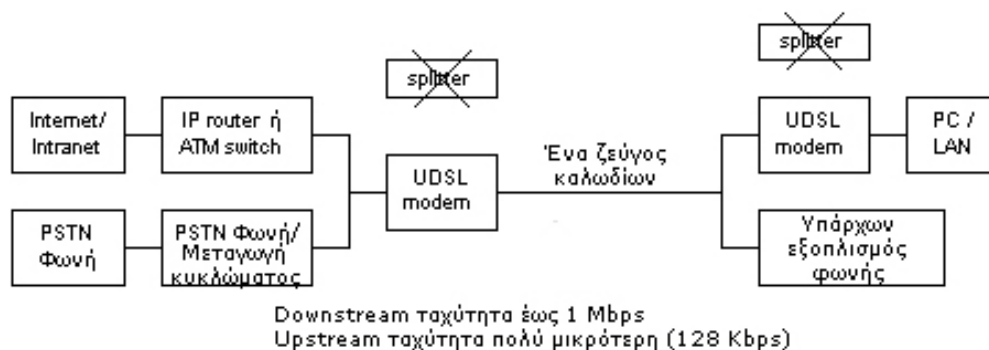 splitter
splitter
Internet/
Intranet
IP router ή
ATM switch
UDSL
modem
Ένα ζεύγος
καλωδίων
UDSL
modem
PC /
LAN
PSTN
Φωνή
PSTN Φωνή/
Μεταγωγή
κυκλώματος
Υπάρχων
εξοπλισμός
φωνής
Downstream ταχύτητα έως 1 Mbps
Upstream ταχύτητα πολύ μικρότερη (128 Kbps)